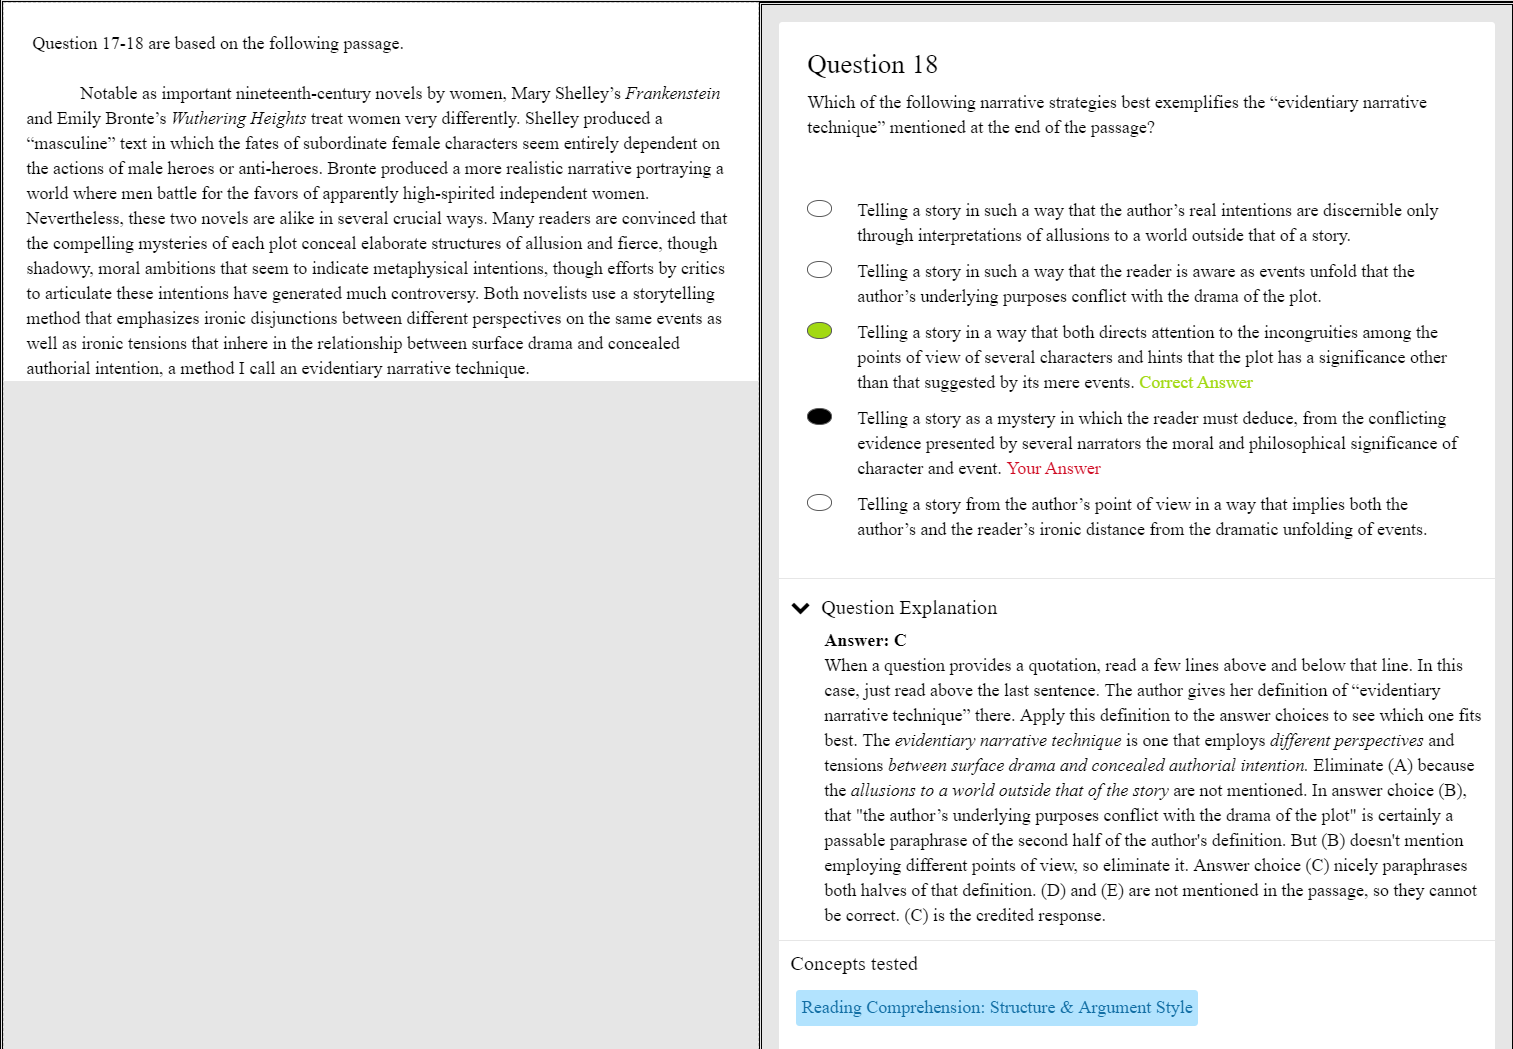 Question 17-18 are based on the following passage.
Notable as important nineteenth-century novels by women, Mary Shelley’s Frankenstein
and Emily Bronte’s Wuthering Heights treat women very differently. Shelley produced a
“masculine” text in which the fates of subordinate female characters seem entirely dependent on
the actions of male heroes or anti-heroes. Bronte produced a more realistic narrative portraying a
world where men battle for the favors of apparently high-spirited independent women.
Nevertheless, these two novels are alike in several crucial ways. Many readers are convinced that
the compelling mysteries of each plot conceal elaborate structures of allusion and fierce, though
shadowy, moral ambitions that seem to indicate metaphysical intentions, though efforts by critics
to articulate these intentions have generated much controversy. Both novelists use a storytelling
method that emphasizes ironic disjunctions between different perspectives on the same events as
well as ironic tensions that inhere in the relationship between surface drama and concealed
authorial intention, a method I call an evidentiary narrative technique.
Question 18
Which of the following narrative strategies best exemplifies the “evidentiary narrative
technique” mentioned at the end of the passage?
Telling a story in such a way that the author’s real intentions are discernible only
through interpretations of allusions to a world outside that of a story.
Telling a story in such a way that the reader is aware as events unfold that the
author’s underlying purposes conflict with the drama of the plot.
Telling a story in a way that both directs attention to the incongruities among the
points of view of several characters and hints that the plot has a significance other
than that suggested by its mere events. Correct Answer
Telling a story as a mystery in which the reader must deduce, from the conflicting
evidence presented by several narrators the moral and philosophical significance of
character and event. Your Answer
Telling a story from the author’s point of view in a way that implies both the
author’s and the reader’s ironic distance from the dramatic unfolding of events.
Question Explanation
Answer: C
When a question provides a quotation, read a few lines above and below that line. In this
case, just read above the last sentence. The author gives her definition of “evidentiary
narrative technique” there. Apply this definition to the answer choices to see which one fits
best. The evidentiary narrative technique is one that employs different perspectives and
tensions between surface drama and concealed authorial intention. Eliminate (A) because
the allusions to a world outside that of the story are not mentioned. In answer choice (B),
that "the author’s underlying purposes conflict with the drama of the plot" is certainly a
passable paraphrase of the second half of the author's definition. But (B) doesn't mention
employing different points of view, so eliminate it. Answer choice (C) nicely paraphrases
both halves of that definition. (D) and (E) are not mentioned in the passage, so they cannot
be correct. (C) is the credited response.
Concepts tested
Reading Comprehension: Structure & Argument Style